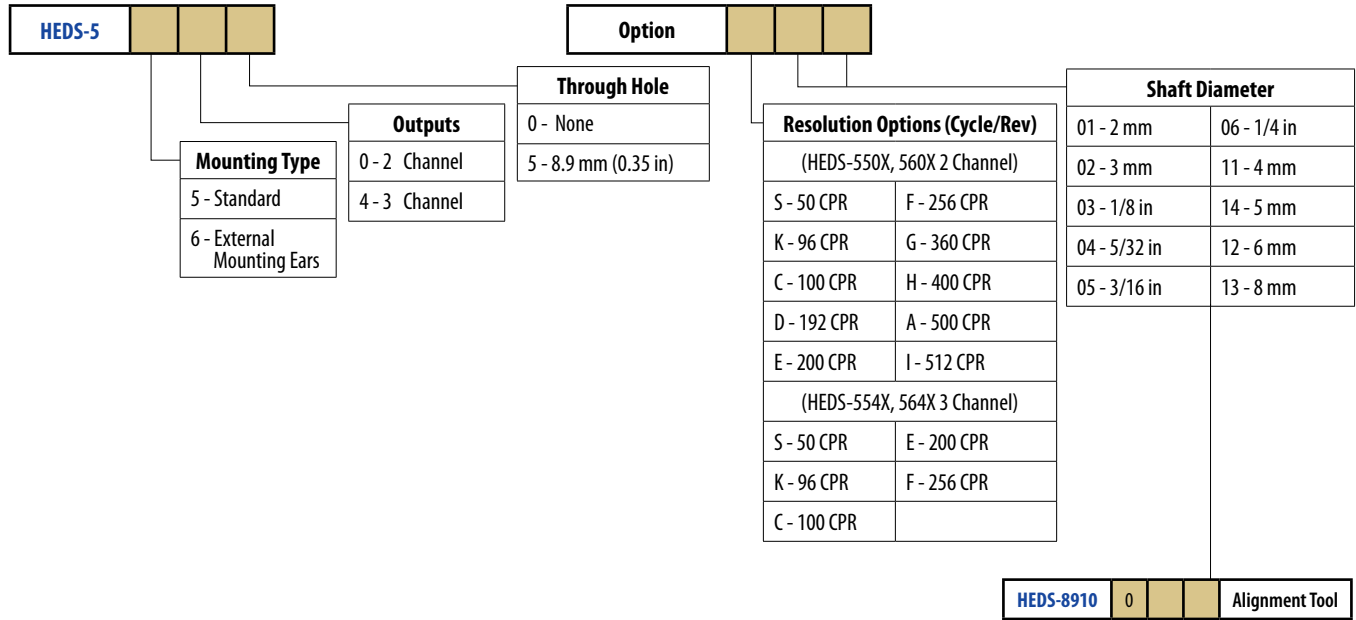 HEDS-5
Option
Mounting Type
5 - Standard
6 - External
Mounting Ears
Outputs
0 - 2 Channel
4 - 3 Channel
Through Hole
0 - None
5 - 8.9 mm (0.35 in)
Resolution Options (Cycle/Rev)
(HEDS-550X, 560X 2 Channel)
S - 50 CPR F - 256 CPR
K - 96 CPR G - 360 CPR
C - 100 CPR H - 400 CPR
D - 192 CPR A - 500 CPR
E - 200 CPR I - 512 CPR
(HEDS-554X, 564X 3 Channel)
S - 50 CPR E - 200 CPR
K - 96 CPR F - 256 CPR
C - 100 CPR
Shaft Diameter
01 - 2 mm 06 - 1/4 in
02 - 3 mm 11 - 4 mm
03 - 1/8 in 14 - 5 mm
04 - 5/32 in 12 - 6 mm
05 - 3/16 in 13 - 8 mm
HEDS-8910 0 Alignment Tool